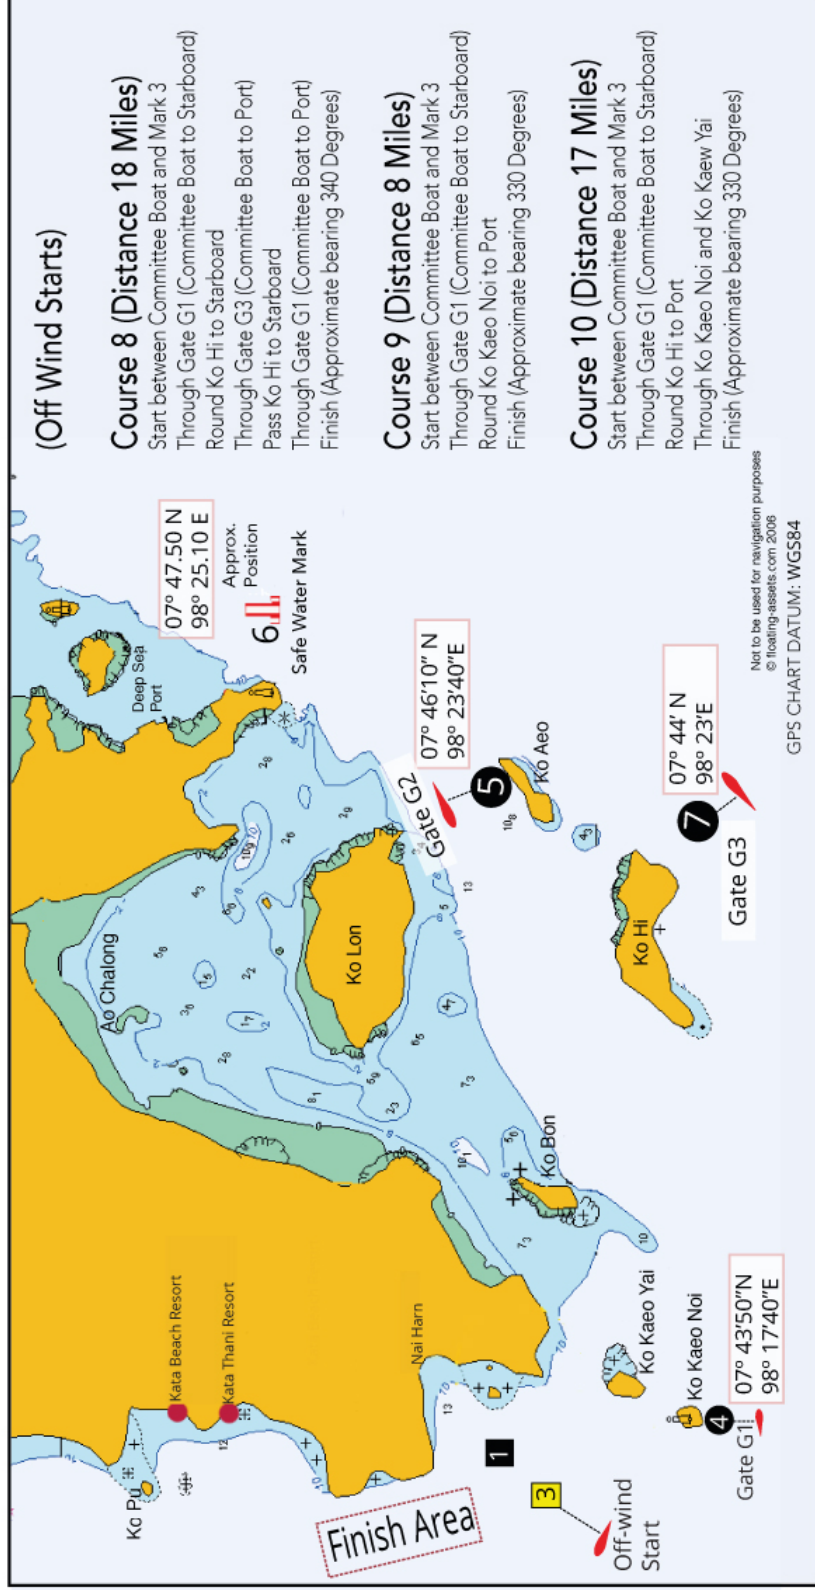 (Off Wind Starts)
Course 8 (Distance 18 Miles)
Start between Committee Boat and Mark 3
Through Gate G1 (Committee Boat to Starboard)
Round Ko Hi to Starboard
Through Gate G3 (Committee Boat to Port)
Pass Ko Hi to Starboard
Through Gate G1 (Committee Boat to Port)
Finish (Approximate bearing 340 Degrees)
Course 9 (Distance 8 Miles)
Start between Committee Boat and Mark 3
Through Gate G1 (Committee Boat to Starboard)
Round Ko Kaeo Noi to Port
Finish (Approximate bearing 330 Degrees)
Course 10 (Distance 17 Miles)
Start between Committee Boat and Mark 3
Through Gate G1 (Committee Boat to Starboard)
Round Ko Hi to Port
Through Ko Kaeo Noi and Ko Kaew Yai
Finish (Approximate bearing 330 Degrees)
07° 47.50 N
98° 25.10 E
Approx.
Position
6
Safe Water Mark
Deep Sea
Port
Ao Chalong
Ko Lon
Gate G2
07° 46'10" N
98° 23'40"E
5
Ko Aeo
07° 44' N
98° 23'E
7
Gate G3
Ko Hi
Ko Bon
Kata Beach Resort
Kata Thani Resort
Nai Harn
Ko Pu
Ko Kaeo Yai
Ko Kaeo Noi
07° 43'50"N
98° 17'40"E
4
Gate G1
1
3
Off-wind
Start
Finish Area
Not to be used for navigation purposes
© floating-assets.com 2006
GPS CHART DATUM: WGS84